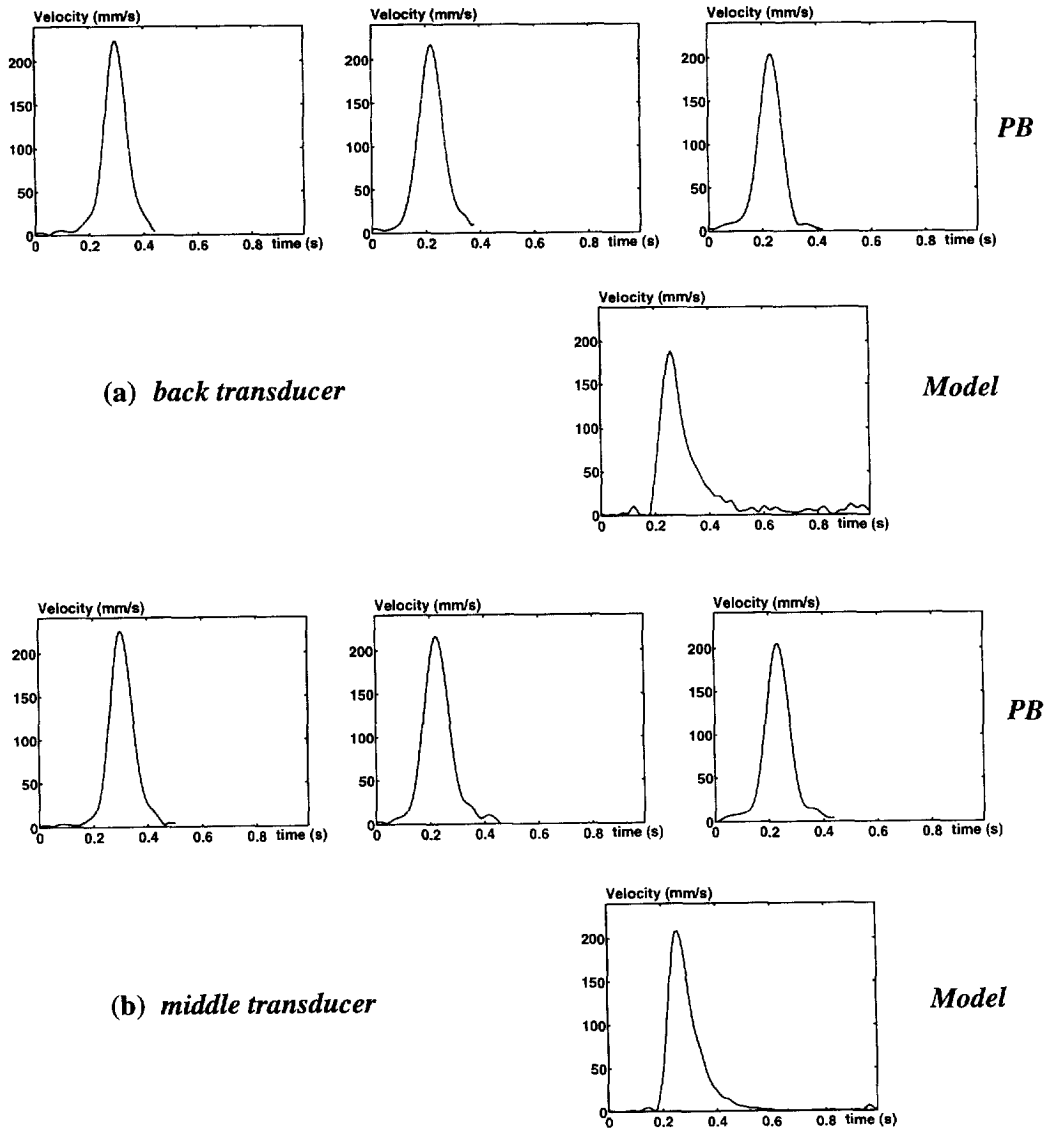 Velocity (mm/s) Velocity (mm/s) Velocity (mm/s)
200 200 200
150 150 150
100 100 100
50 50 50
0 0 0
0 0.2 0.4 0.6 0.8 time (s) 0 0.2 0.4 0.6 0.8 time (s) 0 0.2 0.4 0.6 0.8 time (s)
PB
Velocity (mm/s)
200
150
100
50
0
0 0.2 0.4 0.6 0.8 time (s)
(a) back transducer
Model
Velocity (mm/s) Velocity (mm/s) Velocity (mm/s)
200 200 200
150 150 150
100 100 100
50 50 50
0 0 0
0 0.2 0.4 0.6 0.8 time (s) 0 0.2 0.4 0.6 0.8 time (s) 0 0.2 0.4 0.6 0.8 time (s)
PB
Velocity (mm/s)
200
150
100
50
0
0 0.2 0.4 0.6 0.8 time (s)
(b) middle transducer
Model